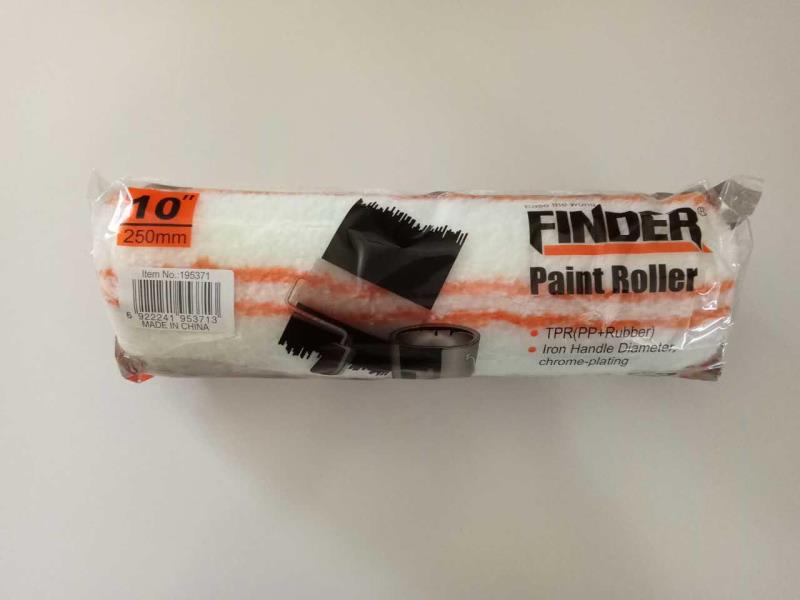 10"
250mm
Item No.:195371
6 922241 953713
MADE IN CHINA
FINDER®
Paint Roller
• TPR(PP+Rubber)
• Iron Handle Diameter,
chrome-plating